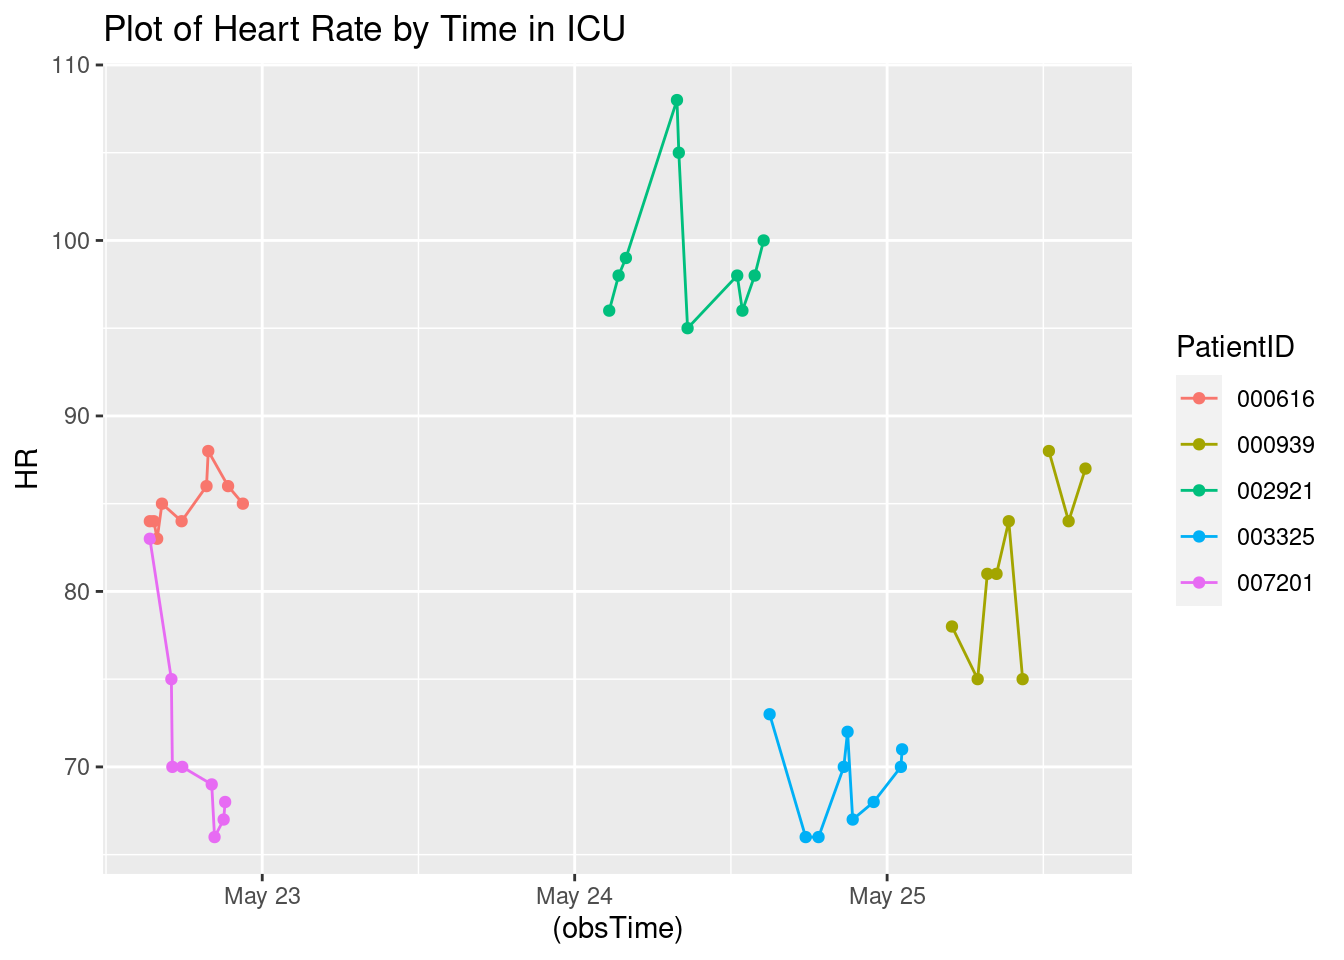 Plot of Heart Rate by Time in ICU
110
100
90
80
70
HR
May 23
May 24
May 25
(obsTime)
PatientID
000616
000939
002921
003325
007201